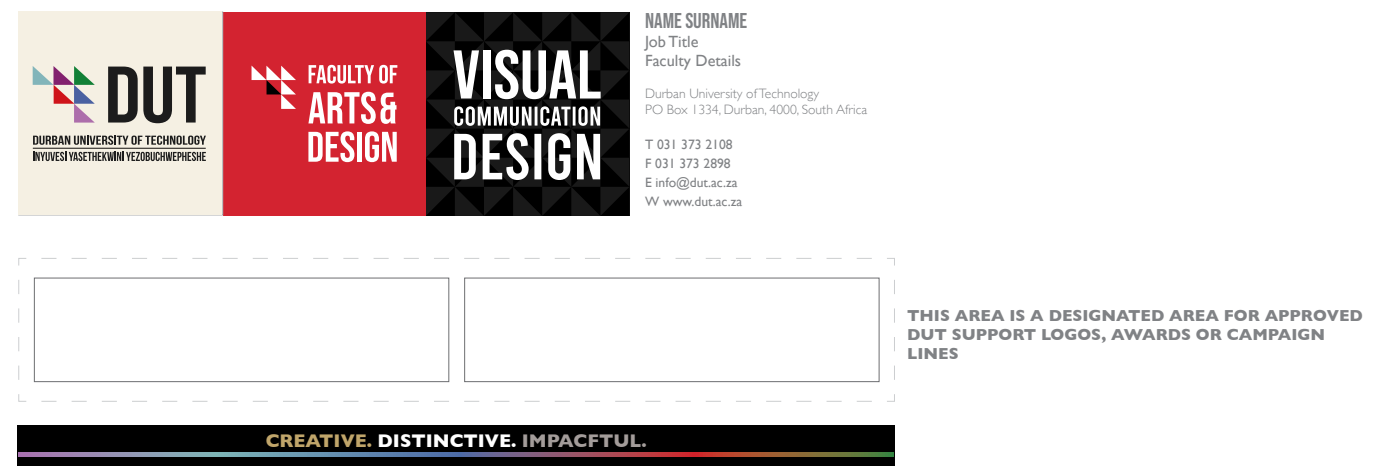 DUT
DURBAN UNIVERSITY OF TECHNOLOGY
INYUVESI YASETHEKWINI YEZOBUCHWEPHESHE
FACULTY OF
ARTS &
DESIGN
VISUAL
COMMUNICATION
DESIGN
NAME SURNAME
Job Title
Faculty Details
Durban University of Technology
PO Box 1334, Durban, 4000, South Africa
T 031 373 2108
F 031 373 2898
E info@dut.ac.za
W www.dut.ac.za
THIS AREA IS A DESIGNATED AREA FOR APPROVED
DUT SUPPORT LOGOS, AWARDS OR CAMPAIGN
LINES
CREATIVE. DISTINCTIVE. IMPACFTUL.